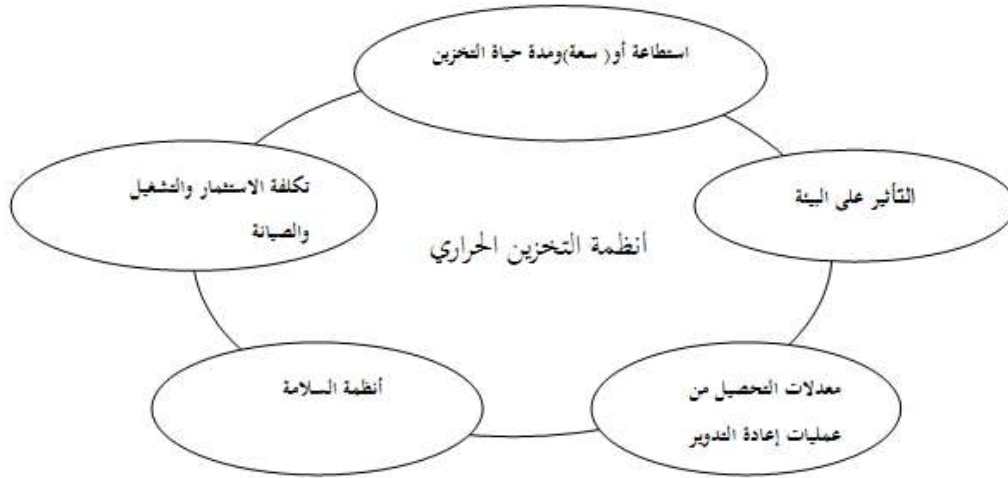 استطاعة أو( سعة)ومدة حياة التخزين
التأثير على البيئة
تكلفة الاستثمار والتشغيل
والصيانة
أنظمة التخزين الحراري
معدلات التحصيل من
عمليات إعادة التدوير
أنظمة السلامة